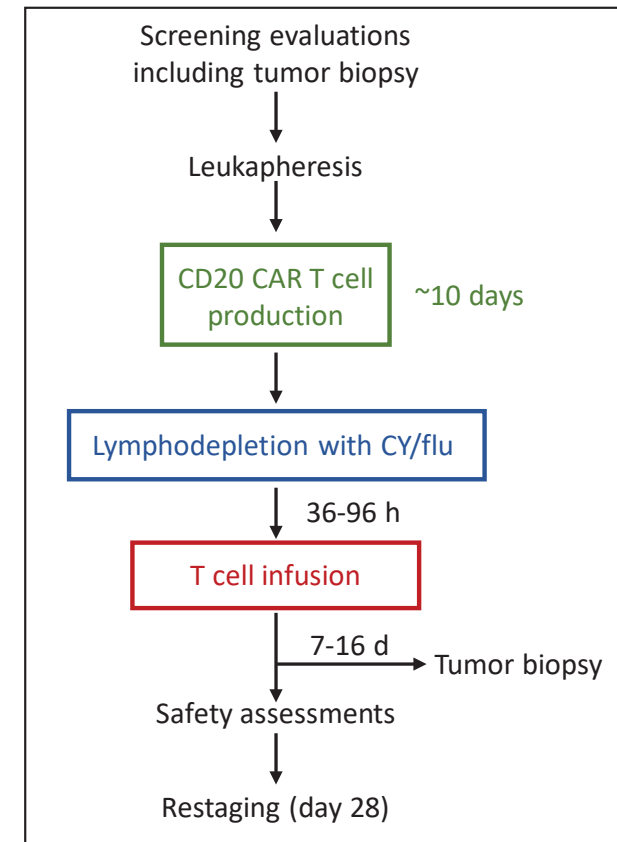 Screening evaluations
including tumor biopsy
Leukapheresis
CD20 CAR T cell
production
~10 days
Lymphodepletion with CY/flu
36-96 h
T cell infusion
7-16 d
Tumor biopsy
Safety assessments
Restaging (day 28)